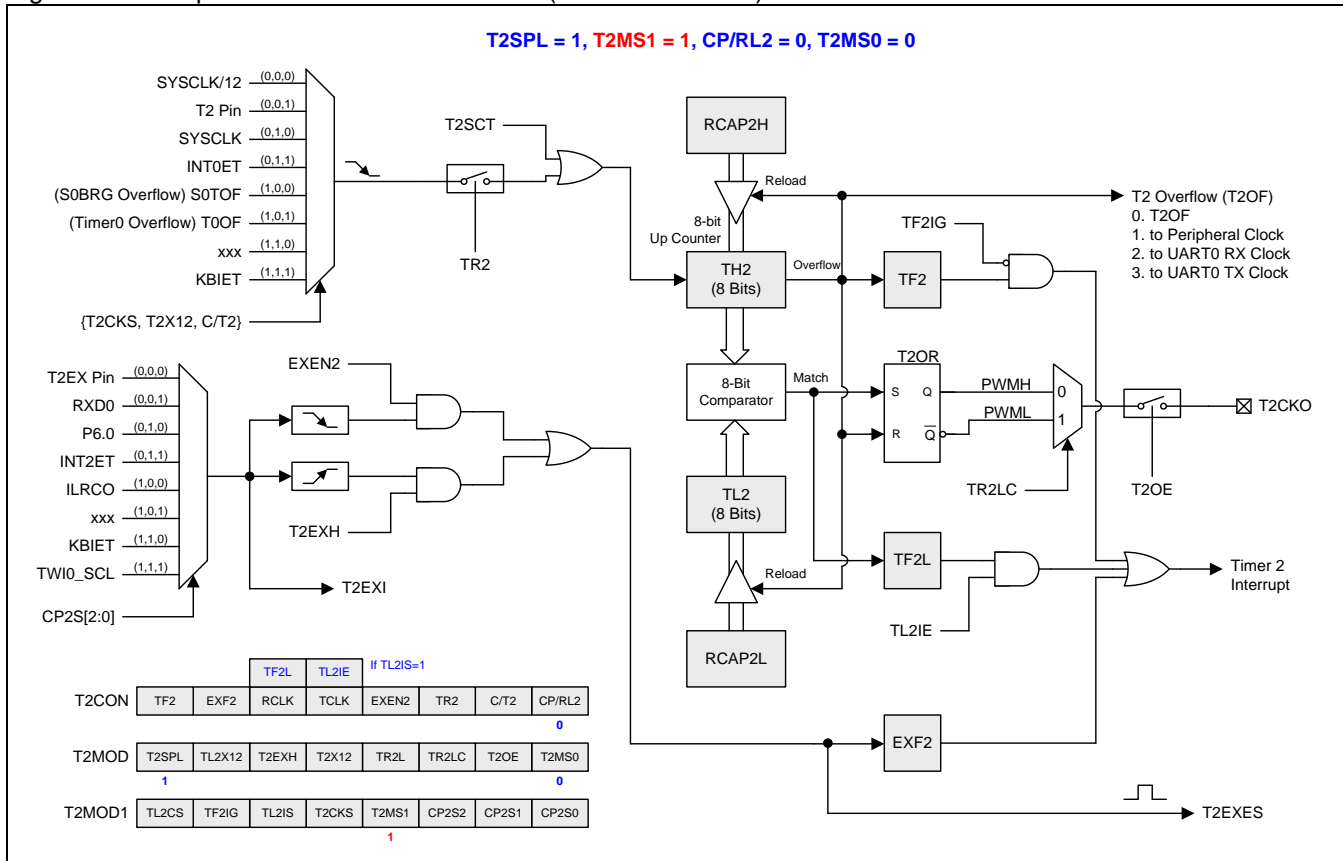 T2SPL = 1, T2MS1 = 1, CP/RL2 = 0, T2MS0 = 0
SYSCLK/12 (0,0,0)
T2 Pin (0,0,1)
SYSCLK (0,1,0)
INT0ET (0,1,1)
(S0BRG Overflow) S0TOF (1,0,0)
(Timer0 Overflow) T0OF (1,0,1)
xxx (1,1,0)
KBIET (1,1,1)
{T2CKS, T2X12, C/T2}
T2SCT
TR2
RCAP2H
Reload
8-bit
Up Counter
TH2
(8 Bits)
Overflow
T2 Overflow (T2OF)
0. T2OF
1. to Peripheral Clock
2. to UART0 RX Clock
3. to UART0 TX Clock
TF2IG
TF2
T2EX Pin (0,0,0)
RXD0 (0,0,1)
P6.0 (0,1,0)
INT2ET (0,1,1)
ILRCO (1,0,0)
xxx (1,0,1)
KBIET (1,1,0)
TWI0_SCL (1,1,1)
CP2S[2:0]
EXEN2
T2EXH
T2EXI
8-Bit
Comparator
Match
T2OR
S Q
R Q
PWMH
PWML
0
1
TR2LC
T2OE
T2CKO
TL2
(8 Bits)
Reload
RCAP2L
TF2L
TL2IE
Timer 2
Interrupt
EXF2
T2EXES
TF2L TL2IE If TL2IS=1
T2CON TF2 EXF2 RCLK TCLK EXEN2 TR2 C/T2 CP/RL2
0
T2MOD T2SPL TL2X12 T2EXH T2X12 TR2L TR2LC T2OE T2MS0
1 0
T2MOD1 TL2CS TF2IG TL2IS T2CKS T2MS1 CP2S2 CP2S1 CP2S0
1